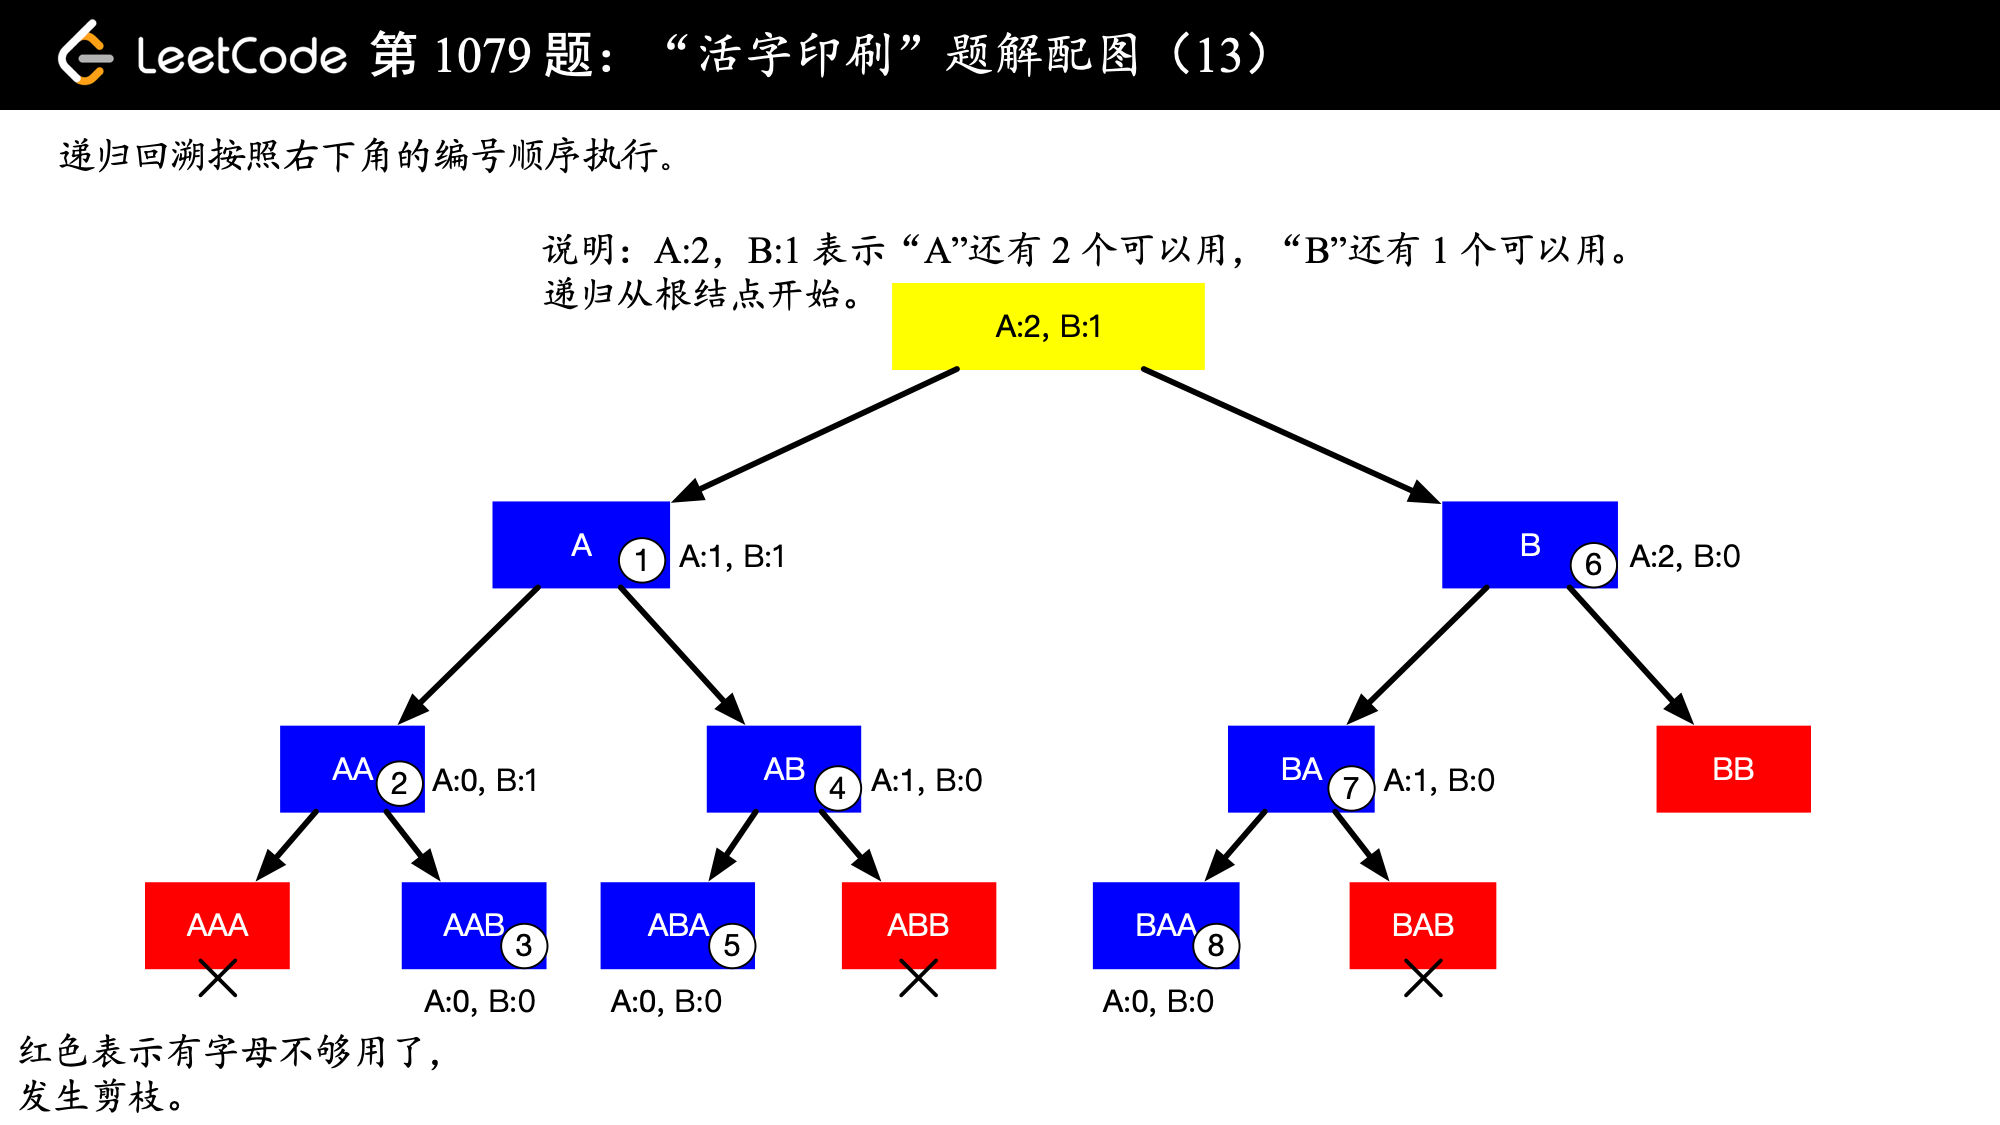 LeetCode 第 1079 题：“活字印刷”题解配图（13）
递归回溯按照右下角的编号顺序执行。
说明：A:2，B:1 表示“A”还有 2 个可以用，“B”还有 1 个可以用。
递归从根结点开始。
A:2, B:1
A
1
A:1, B:1
B
6
A:2, B:0
AA
2
A:0, B:1
AB
4
A:1, B:0
BA
7
A:1, B:0
BB
AAA
AAB
3
ABA
5
ABB
BAA
8
BAB
A:0, B:0
A:0, B:0
A:0, B:0
红色表示有字母不够用了，
发生剪枝。